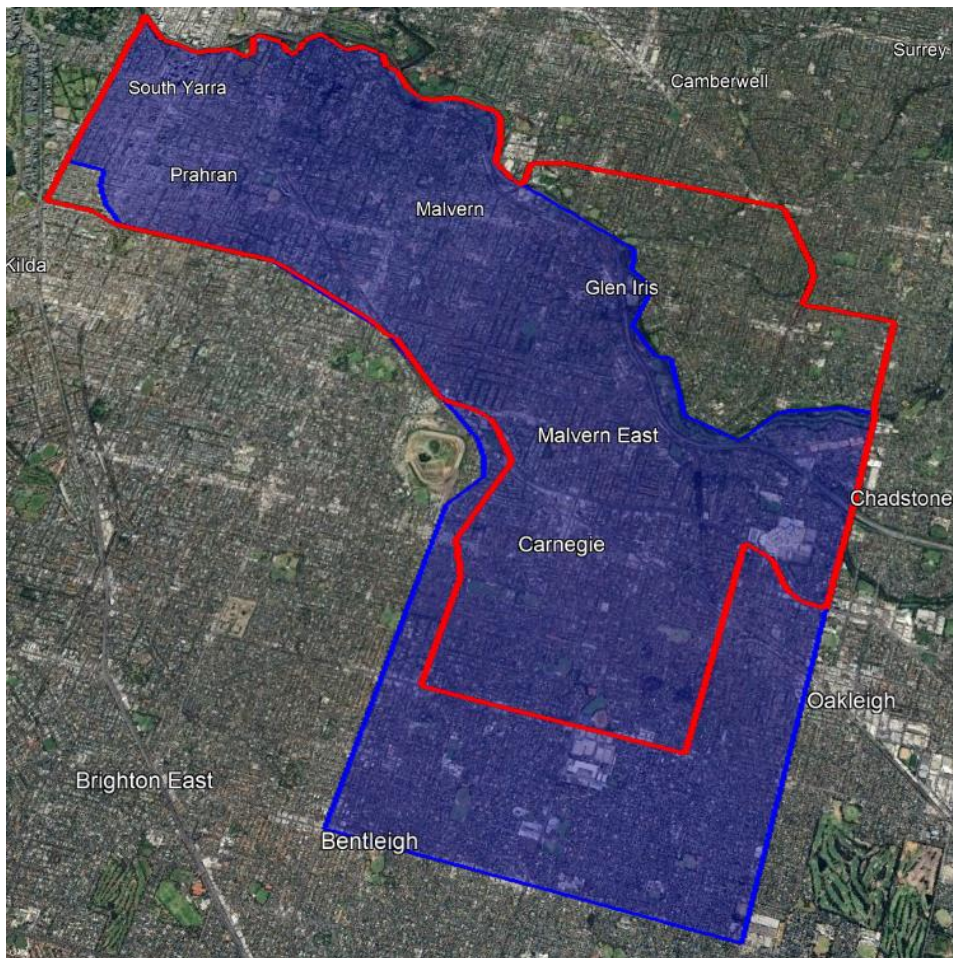 Surrey
Camberwell
South Yarra
Prahran
Malvern
Kilda
Glen Iris
Malvern East
Chadstone
Carnegie
Oakleigh
Brighton East
Bentleigh